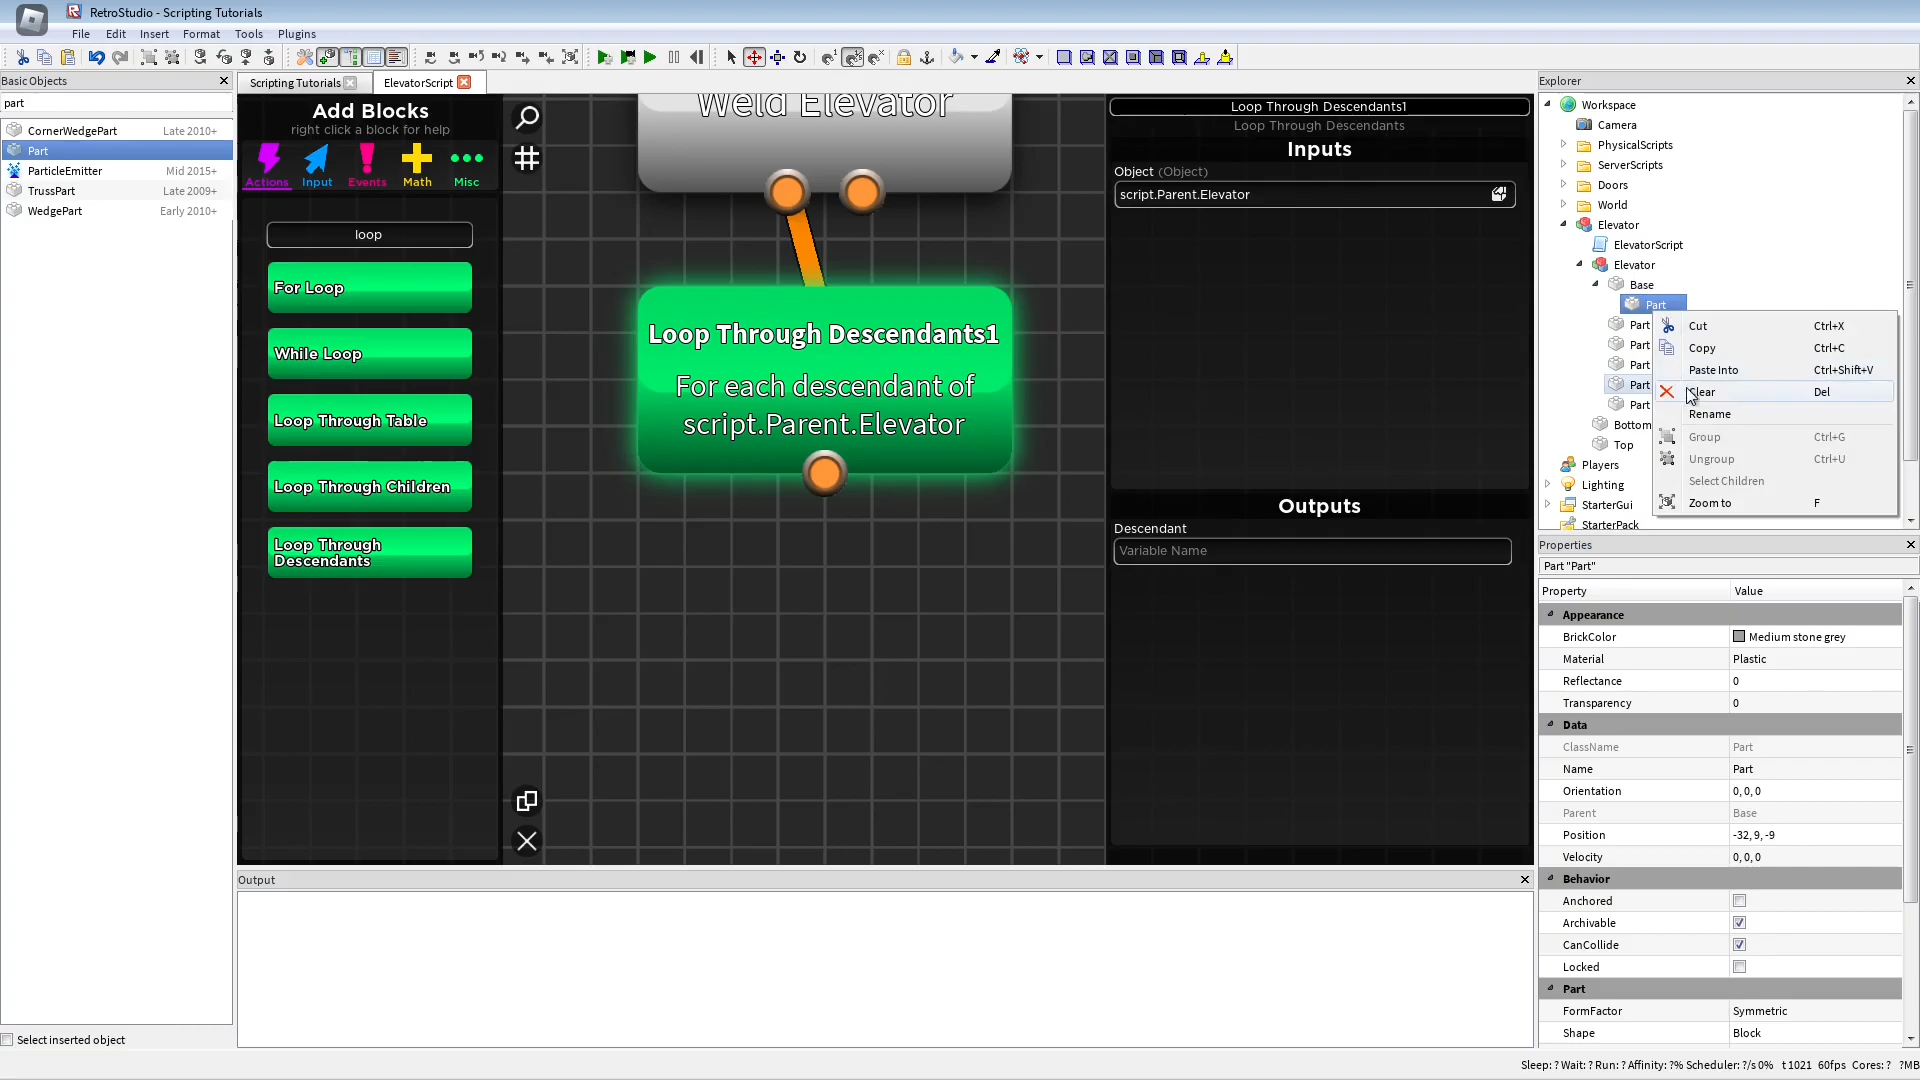 RetroStudio - Scripting Tutorials
File Edit Insert Format Tools Plugins
Basic Objects
part
CornerWedgePart Late 2010+
Part
ParticleEmitter Mid 2015+
TrussPart Late 2009+
WedgePart Early 2010+
Select inserted object
Scripting Tutorials
ElevatorScript
Add Blocks
right click a block for help
Actions Input Events Math Misc
loop
For Loop
While Loop
Loop Through Table
Loop Through Children
Loop Through
Descendants
Weld Elevator
Loop Through Descendants1
For each descendant of
script.Parent.Elevator
Loop Through Descendants1
Loop Through Descendants
Inputs
Object (Object)
script.Parent.Elevator
Outputs
Descendant
Variable Name
Output
Explorer
Workspace
Camera
PhysicalScripts
ServerScripts
Doors
World
Elevator
ElevatorScript
Elevator
Base
Part
Part
Part
Part
Part
Part
Bottom
Top
Players
Lighting
StarterGui
StarterPack
Cut Ctrl+X
Copy Ctrl+C
Paste Into Ctrl+Shift+V
Clear Del
Rename
Group Ctrl+G
Ungroup Ctrl+U
Select Children
Zoom to F
Properties
Part "Part"
Property Value
Appearance
BrickColor Medium stone grey
Material Plastic
Reflectance 0
Transparency 0
Data
ClassName Part
Name Part
Orientation 0, 0, 0
Parent Base
Position -32, 9, -9
Velocity 0, 0, 0
Behavior
Anchored
Archivable
CanCollide
Locked
Part
FormFactor Symmetric
Shape Block
Sleep: ? Wait: ? Run: ? Affinity: ?% Scheduler: ?/s 0% t 1021 60fps Cores: ? ?MB